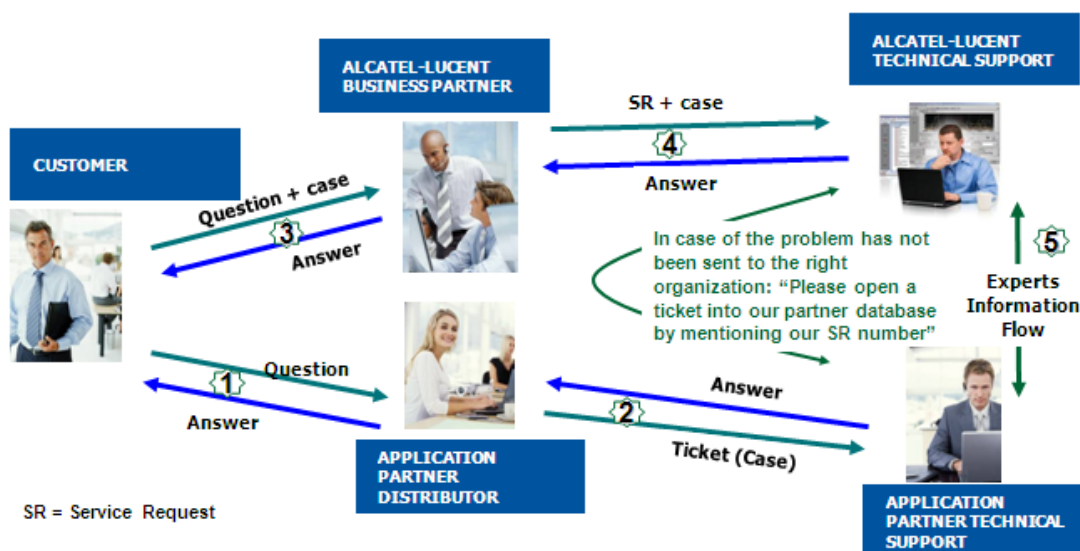 ALCATEL-LUCENT
BUSINESS PARTNER
ALCATEL-LUCENT
TECHNICAL SUPPORT
CUSTOMER
SR + case
4
Answer
Question + case
3
Answer
In case of the problem has not
been sent to the right
organization: “Please open a
ticket into our partner database
by mentioning our SR number”
5
Experts
Information
Flow
Question
1
Answer
Answer
2
Ticket (Case)
APPLICATION
PARTNER
DISTRIBUTOR
APPLICATION
PARTNER TECHNICAL
SUPPORT
SR = Service Request